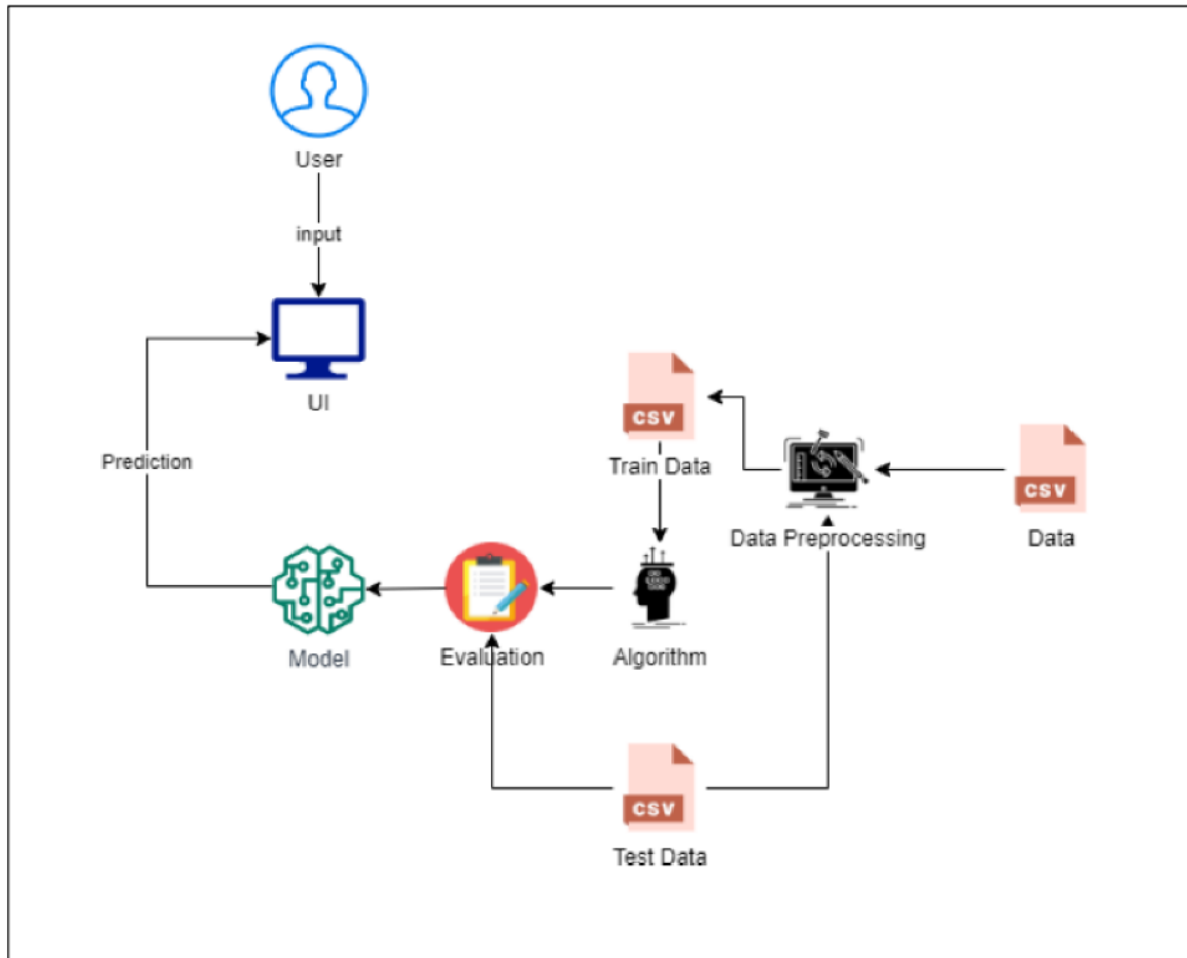 User
input
UI
Prediction
CSV
Train Data
CSV
Data Preprocessing
Data
Model
Evaluation
Algorithm
CSV
Test Data